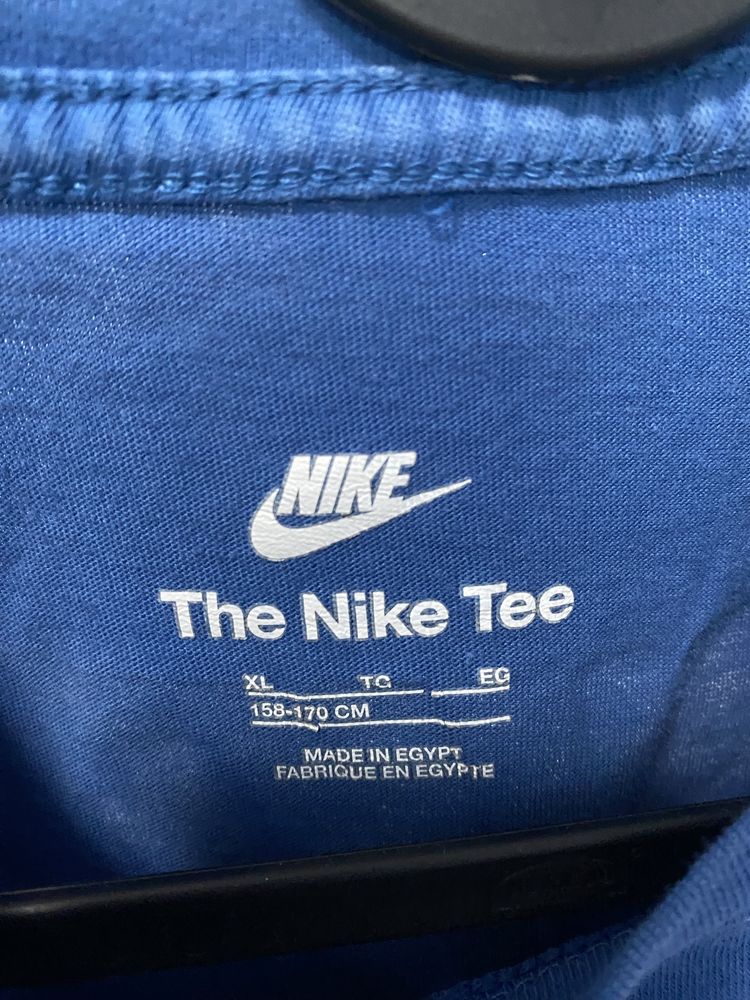 NIKE
The Nike Tee
XL TG EG
158-170 CM
MADE IN EGYPT
FABRIQUE EN EGYPTE